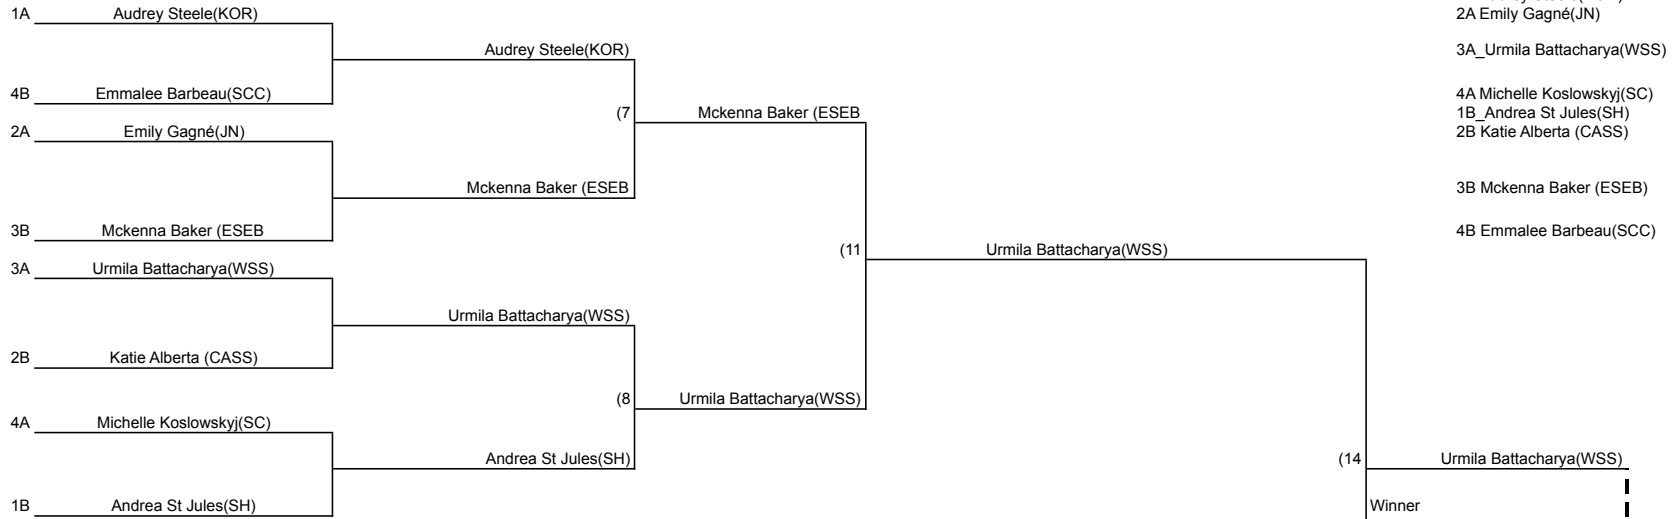 1A Audrey Steele(KOR)
2A Emily Gagné(JN)
Audrey Steele(KOR)
3A_Urmila Battacharya(WSS)
4B Emmalee Barbeau(SCC)
4A Michelle Koslowskyj(SC)
(7 Mckenna Baker (ESEB
1B_Andrea St Jules(SH)
2A Emily Gagné(JN)
2B Katie Alberta (CASS)
Mckenna Baker (ESEB
3B Mckenna Baker (ESEB)
3B Mckenna Baker (ESEB
4B Emmalee Barbeau(SCC)
(11 Urmila Battacharya(WSS)
3A Urmila Battacharya(WSS)
Urmila Battacharya(WSS)
2B Katie Alberta (CASS)
(8 Urmila Battacharya(WSS)
4A Michelle Koslowskyj(SC)
Andrea St Jules(SH)
(14 Urmila Battacharya(WSS)
1B Andrea St Jules(SH)
Winner